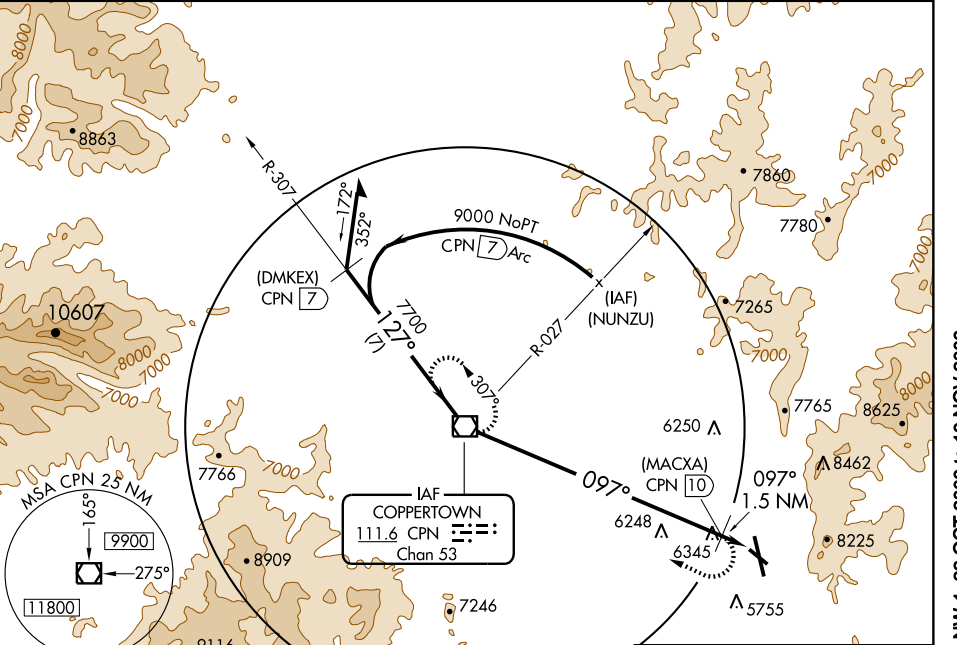 8000
7000
8863
R-307
172°
352°
9000 NoPT
CPN 7 Arc
(DMKEX)
CPN 7
(IAF)
(NUNZU)
R-027
7860
7000
7780
7265
7000
10607
8000
7000
7000
7700
127°
(7)
307°
7765
8625
8000
6250
8462
7766
7000
(MACXA)
CPN 10
097°
097°
1.5 NM
6248
6345
8225
5755
MSA CPN 25 NM
165°
9900
275°
11800
8909
IAF
COPPERTOWN
111.6 CPN
Chan 53
7246